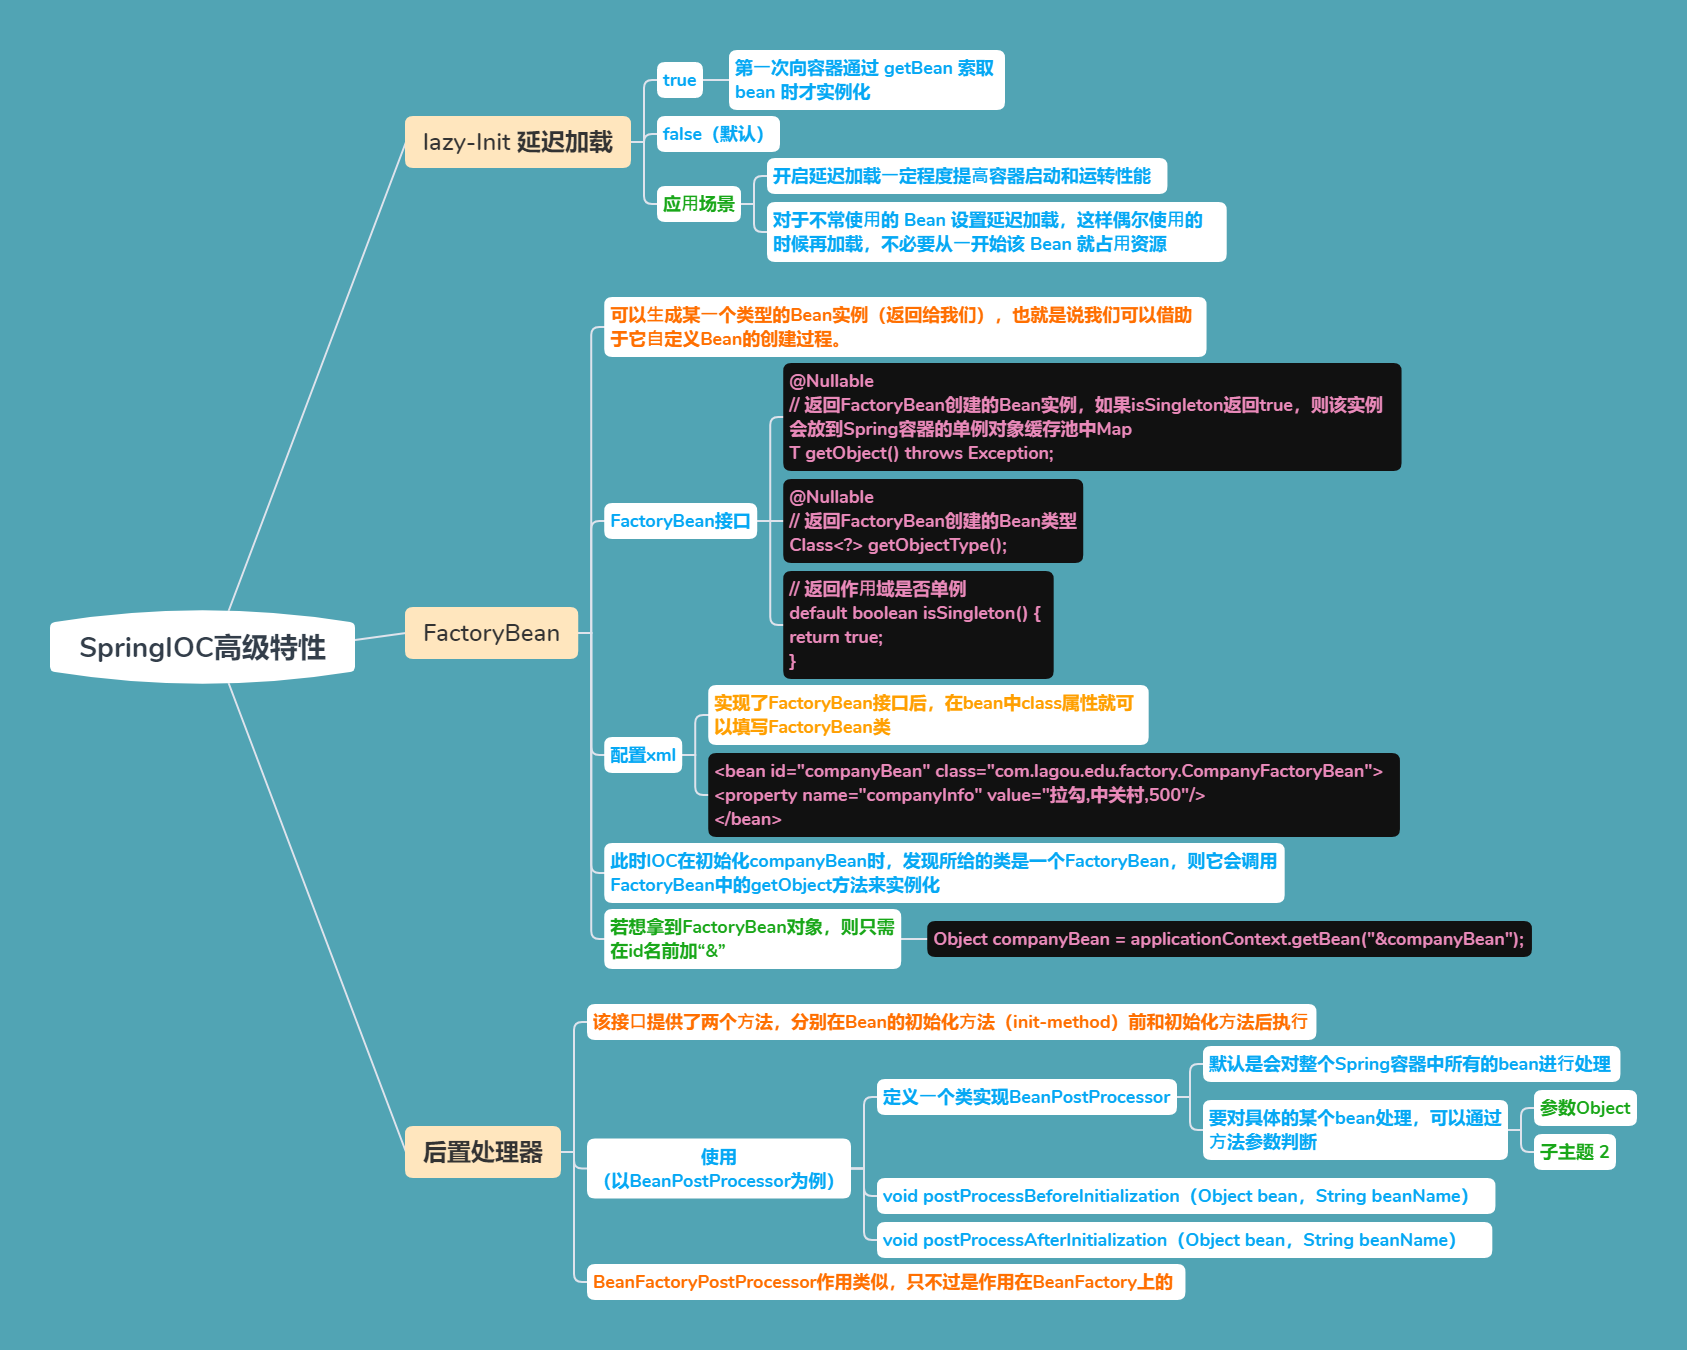 SpringIOC高级特性
lazy-Init 延迟加载
true
第一次向容器通过 getBean 索取
bean 时才实例化
false（默认）
应用场景
开启延迟加载一定程度提高容器启动和运转性能
对于不常使用的 Bean 设置延迟加载，这样偶尔使用的
时候再加载，不必要从一开始该 Bean 就占用资源
FactoryBean
可以生成某一个类型的Bean实例（返回给我们），也就是说我们可以借助
于它自定义Bean的创建过程。
FactoryBean接口
@Nullable
// 返回FactoryBean创建的Bean实例，如果isSingleton返回true，则该实例
会放到Spring容器的单例对象缓存池中Map
T getObject() throws Exception;
@Nullable
// 返回FactoryBean创建的Bean类型
Class<?> getObjectType();
// 返回作用域是否单例
default boolean isSingleton() {
return true;
}
配置xml
实现了FactoryBean接口后，在bean中class属性就可
以填写FactoryBean类
<bean id="companyBean" class="com.lagou.edu.factory.CompanyFactoryBean">
<property name="companyInfo" value="拉勾,中关村,500"/>
</bean>
此时IOC在初始化companyBean时，发现所给的类是一个FactoryBean，则它会调用
FactoryBean中的getObject方法来实例化
若想拿到FactoryBean对象，则只需
在id名前加“&”
Object companyBean = applicationContext.getBean("&companyBean");
后置处理器
该接口提供了两个方法，分别在Bean的初始化方法（init-method）前和初始化方法后执行
使用
（以BeanPostProcessor为例）
定义一个类实现BeanPostProcessor
默认是会对整个Spring容器中所有的bean进行处理
要对具体的某个bean处理，可以通过
方法参数判断
参数Object
子主题 2
void postProcessBeforeInitialization（Object bean，String beanName）
void postProcessAfterInitialization（Object bean，String beanName）
BeanFactoryPostProcessor作用类似，只不过是作用在BeanFactory上的